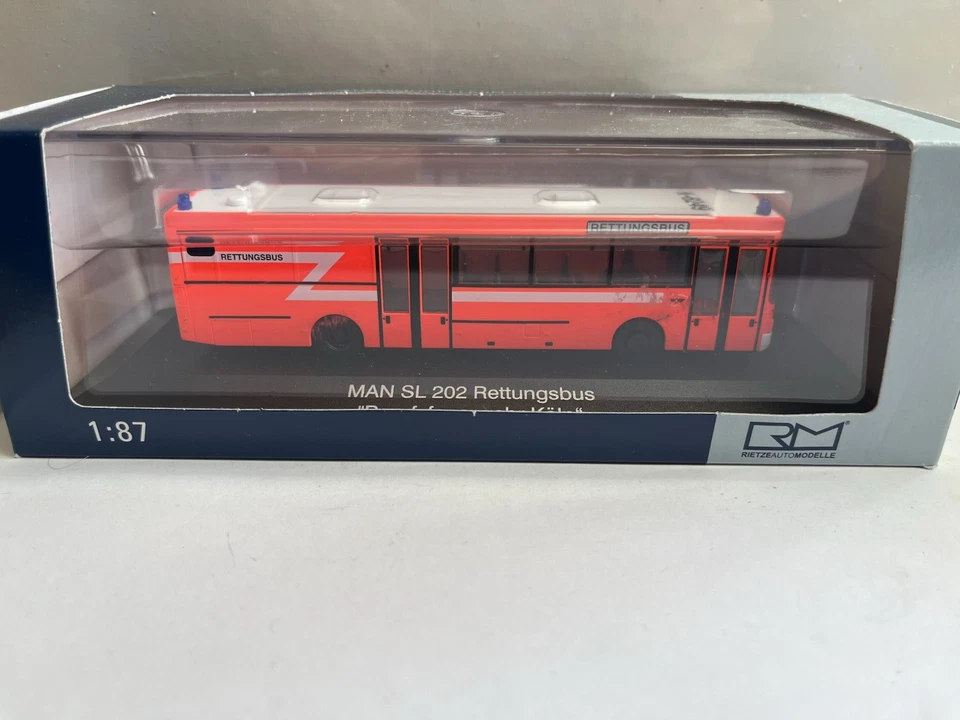 RETTUNGSBUS
RETTUNGSBUS
MAN SL 202 Rettungsbus
1:87
RM®
RIETZEAUTOMODELLE